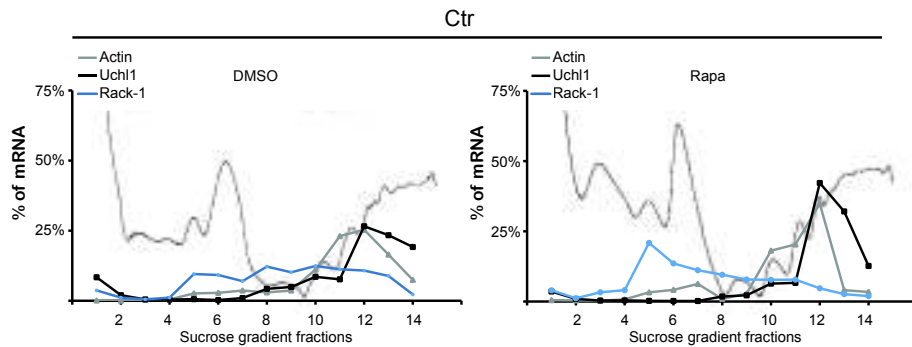 Ctr
Actin
Uchl1
Rack-1
DMSO
75%
50%
25%
% of mRNA
2 4 6 8 10 12 14
Sucrose gradient fractions
Actin
Uchl1
Rack-1
Rapa
75%
50%
25%
% of mRNA
2 4 6 8 10 12 14
Sucrose gradient fractions